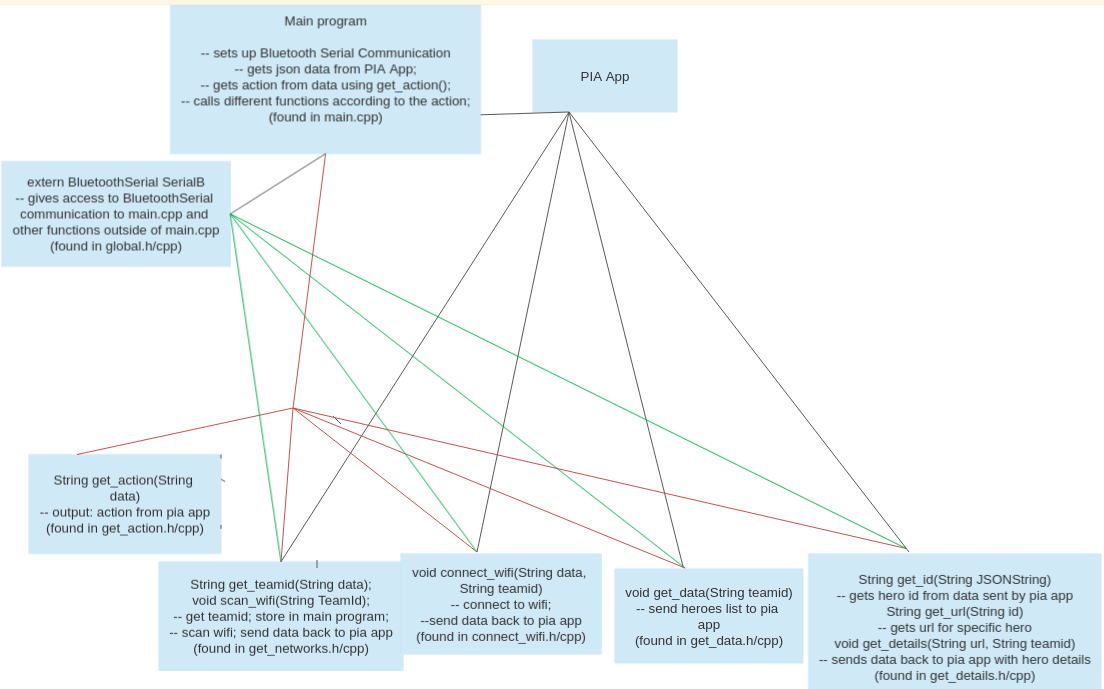 Main program
-- sets up Bluetooth Serial Communication
-- gets json data from PIA App;
-- gets action from data using get_action();
-- calls different functions according to the action;
(found in main.cpp)
PIA App
extern BluetoothSerial SerialB
-- gives access to BluetoothSerial
communication to main.cpp and
other functions outside of main.cpp
(found in global.h/cpp)
String get_action(String
data)
-- output: action from pia app
(found in get_action.h/cpp)
String get_teamid(String data);
void scan_wifi(String TeamId);
-- get teamid; store in main program;
-- scan wifi; send data back to pia app
(found in get_networks.h/cpp)
void connect_wifi(String data,
String teamid)
-- connect to wifi;
--send data back to pia app
(found in connect_wifi.h/cpp)
void get_data(String teamid)
-- send heroes list to pia
app
(found in get_data.h/cpp)
String get_id(String JSONString)
-- gets hero id from data sent by pia app
String get_url(String id)
-- gets url for specific hero
void get_details(String url, String teamid)
-- sends data back to pia app with hero details
(found in get_details.h/cpp)